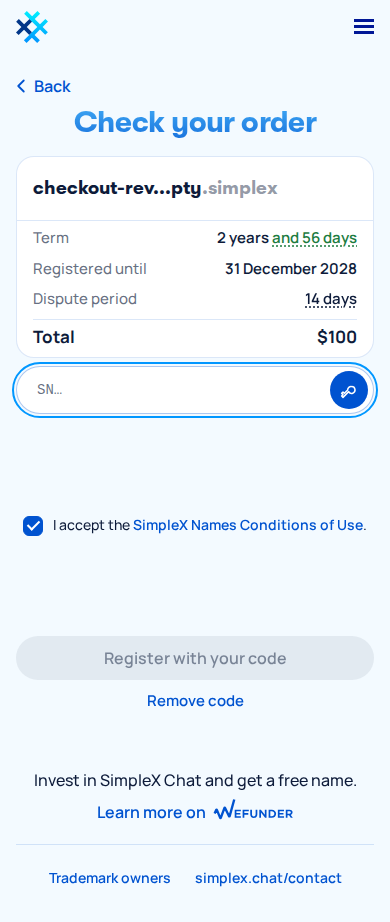 Back
Check your order
checkout-rev...pty.simplex
Term 2 years and 56 days
Registered until 31 December 2028
Dispute period 14 days
Total $100
SN…
I accept the SimpleX Names Conditions of Use.
Register with your code
Remove code
Invest in SimpleX Chat and get a free name.
Learn more on WEFUNDER
Trademark owners simplex.chat/contact